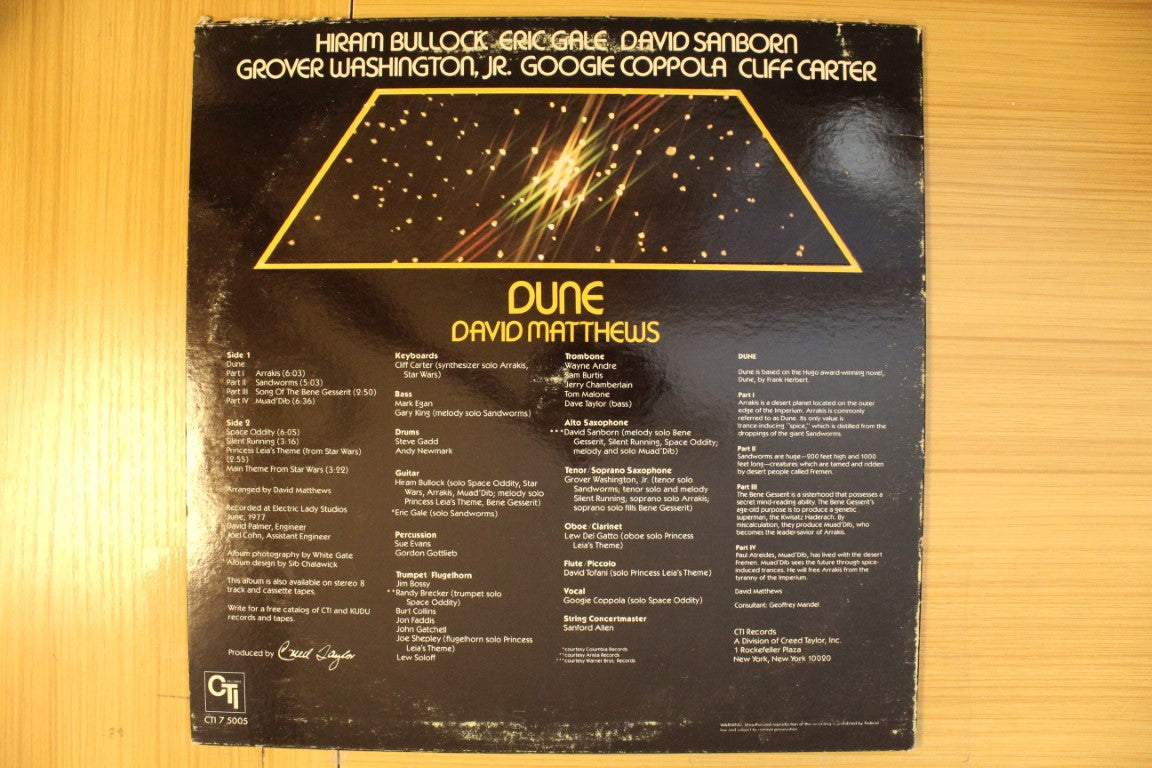 HIRAM BULLOCK ERIC GALE DAVID SANBORN
GROVER WASHINGTON, JR. GOOGIE COPPOLA CLIFF CARTER
DUNE
DAVID MATTHEWS
Side 1
Dune
Part I Arrakis (6:03)
Part II Sandworms (5:03)
Part III Song Of The Bene Gesserit (2:50)
Part IV Muad'Dib (6:36)
Side 2
Space Oddity (6:05)
Silent Running (3:16)
Princess Leia's Theme (from Star Wars)
(2:55)
Main Theme From Star Wars (3:22)
Arranged by David Matthews
Recorded at Electric Lady Studios
June, 1977
David Palmer, Engineer
Joel Cohn, Assistant Engineer
Album photography by White Gate
Album design by Sib Chalawick
This album is also available on stereo 8
track and cassette tapes.
Write for a free catalog of CTI and KUDU
records and tapes.
Produced by Creed Taylor
CTI
CTI 7 5005
Keyboards
Cliff Carter (synthesizer solo Arrakis,
Star Wars)
Bass
Mark Egan
Gary King (melody solo Sandworms)
Drums
Steve Gadd
Andy Newmark
Guitar
Hiram Bullock (solo Space Oddity, Star
Wars, Arrakis, Muad'Dib; melody solo
Princess Leia's Theme, Bene Gesserit)
*Eric Gale (solo Sandworms)
Percussion
Sue Evans
Gordon Gottlieb
Trumpet/Flugelhorn
Jim Bossy
**Randy Brecker (trumpet solo
Space Oddity)
Burt Collins
Jon Faddis
John Gatchell
Joe Shepley (flugelhorn solo Princess
Leia's Theme)
Lew Soloff
Trombone
Wayne Andre
Sam Burtis
Jerry Chamberlain
Tom Malone
Dave Taylor (bass)
Alto Saxophone
***David Sanborn (melody solo Bene
Gesserit, Silent Running, Space Oddity;
melody and solo Muad'Dib)
Tenor/Soprano Saxophone
Grover Washington, Jr. (tenor solo
Sandworms; tenor solo and melody
Silent Running; soprano solo Arrakis;
soprano solo fills Bene Gesserit)
Oboe/Clarinet
Lew Del Gatto (oboe solo Princess
Leia's Theme)
Flute/Piccolo
David Tofani (solo Princess Leia's Theme)
Vocal
Googie Coppola (solo Space Oddity)
String Concertmaster
Sanford Allen
*courtesy Columbia Records
**courtesy Arista Records
***courtesy Warner Bros. Records
DUNE
Dune is based on the Hugo award-winning novel,
Dune, by Frank Herbert.
Part I
Arrakis is a desert planet located on the outer
edge of the Imperium. Arrakis is commonly
referred to as Dune. Its only value is
trance-inducing "spice," which is distilled from the
droppings of the giant Sandworms.
Part II
Sandworms are huge—200 feet high and 1000
feet long—creatures which are tamed and ridden
by desert people called Fremen.
Part III
The Bene Gesserit is a sisterhood that possesses a
secret mind-reading ability. The Bene Gesserit's
age-old purpose is to produce a genetic
superman, the Kwisatz Haderach. By
miscalculation, they produce Muad'Dib, who
becomes the leader-savior of Arrakis.
Part IV
Paul Atreides, Muad'Dib, has lived with the desert
Fremen. Muad'Dib sees the future through spice-
induced trances. He will free Arrakis from the
tyranny of the Imperium.
David Matthews
Consultant: Geoffrey Mandel
CTI Records
A Division of Creed Taylor, Inc.
1 Rockefeller Plaza
New York, New York 10020
WARNING: Unauthorized reproduction of this recording is prohibited by Federal
law and subject to criminal prosecution.